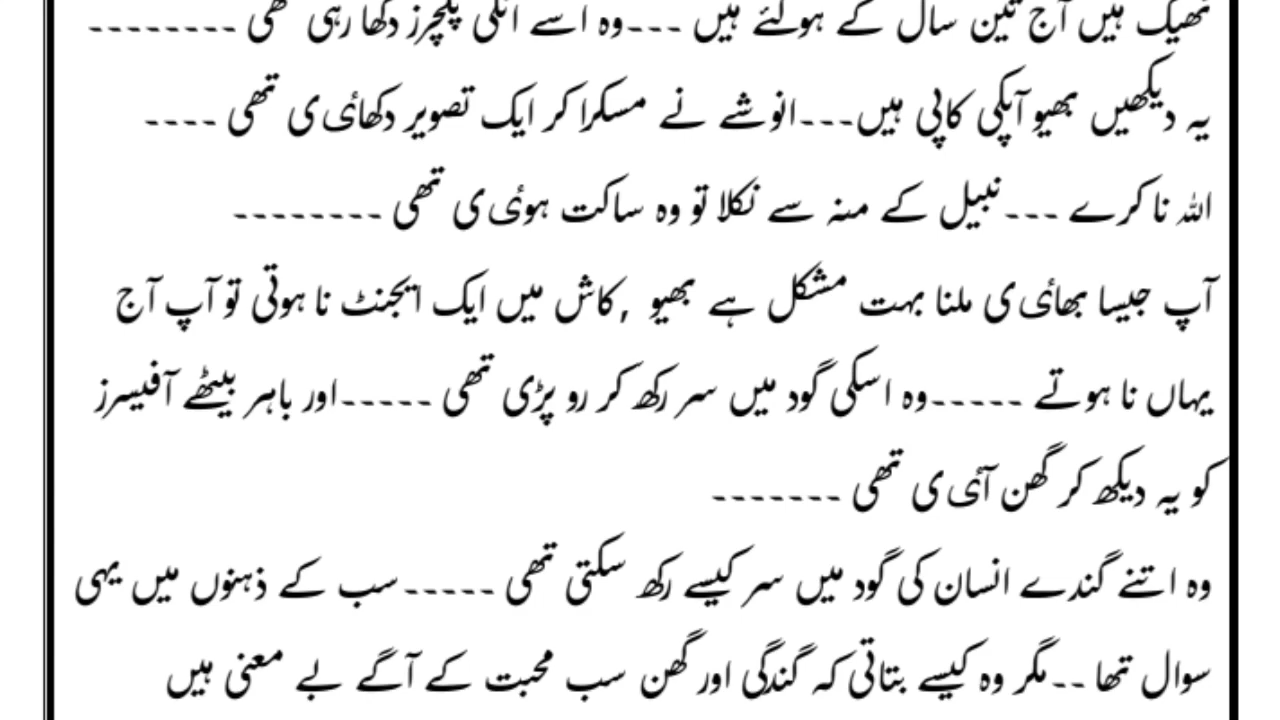 ٹھیک ہیں آج تین سال کے ہوگئے ہیں ---وہ اسے انکی پکچرز دکھا رہی تھی --------
یہ دیکھیں بھیو آپکی کاپی ہیں---انوشے نے مسکرا کر ایک تصویر دکھائی ی تھی ----
اللہ نا کرے ---نبیل کے منہ سے نکلا تو وہ ساکت ہوئی ی تھی --------
آپ جیسا بھائی ی ملنا بہت مشکل ہے بھیو ,کاش میں ایک ایجنٹ نا ہوتی تو آپ آج
یہاں نا ہوتے -----وہ اسکی گود میں سر رکھ کر رو پڑی تھی -----اور باہر بیٹھے آفیسرز
کو یہ دیکھ کر گھن آئی ی تھی -------
وہ اتنے گندے انسان کی گود میں سر کیسے رکھ سکتی تھی -----سب کے ذہنوں میں یہی
سوال تھا --مگر وہ کیسے بتاتی کہ گندگی اور گھن سب محبت کے آگے بے معنی ہیں